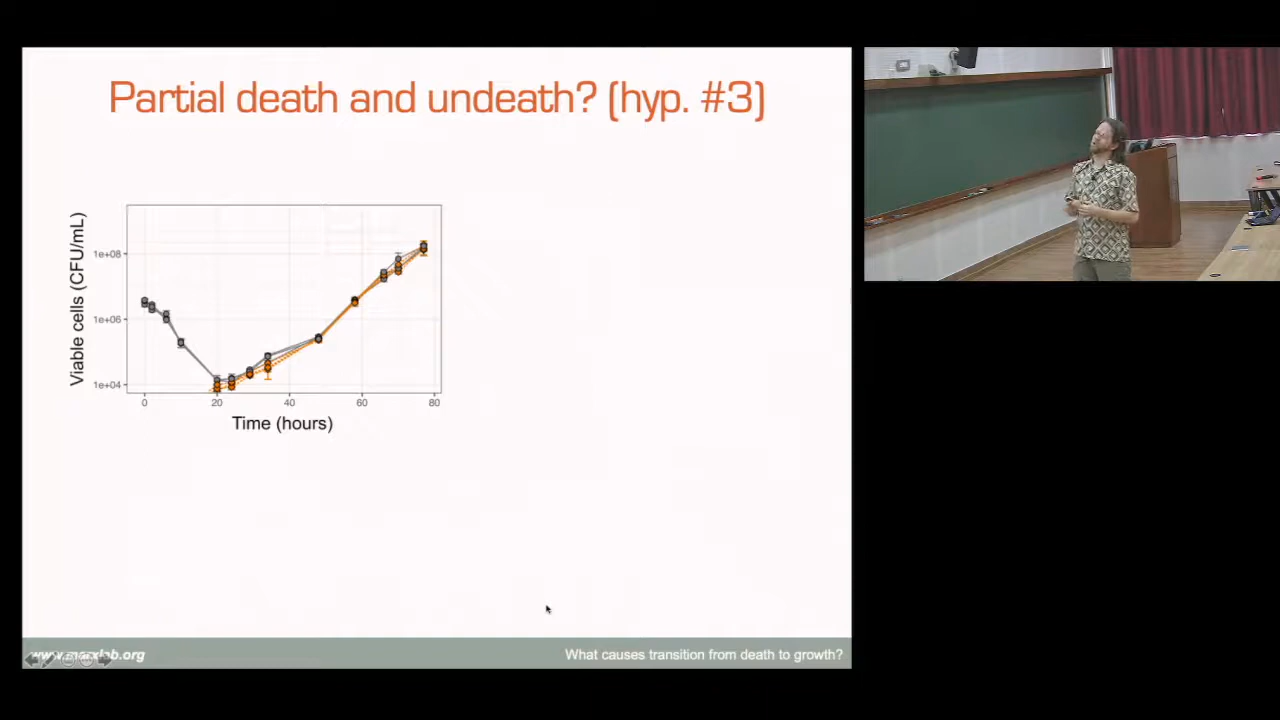 Partial death and undeath? (hyp. #3)
Viable cells (CFU/mL)
1e+08
1e+06
1e+04
0 20 40 60 80
Time (hours)
www.marxlab.org
What causes transition from death to growth?